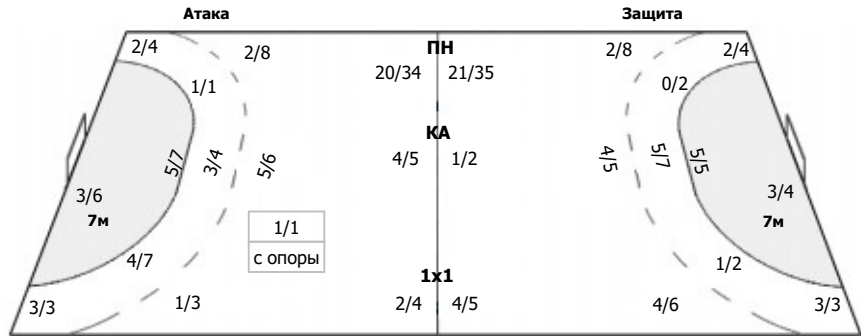 Атака Защита
2/4 2/8 ПН 2/8 2/4
20/34 21/35
1/1 0/2
КА
5/7 3/4 5/6 4/5 1/2 4/5 5/7 5/5
3/6 3/4
7м 7м
1/1
с опоры
4/7 1/2
1x1
3/3 1/3 2/4 4/5 4/6 3/3